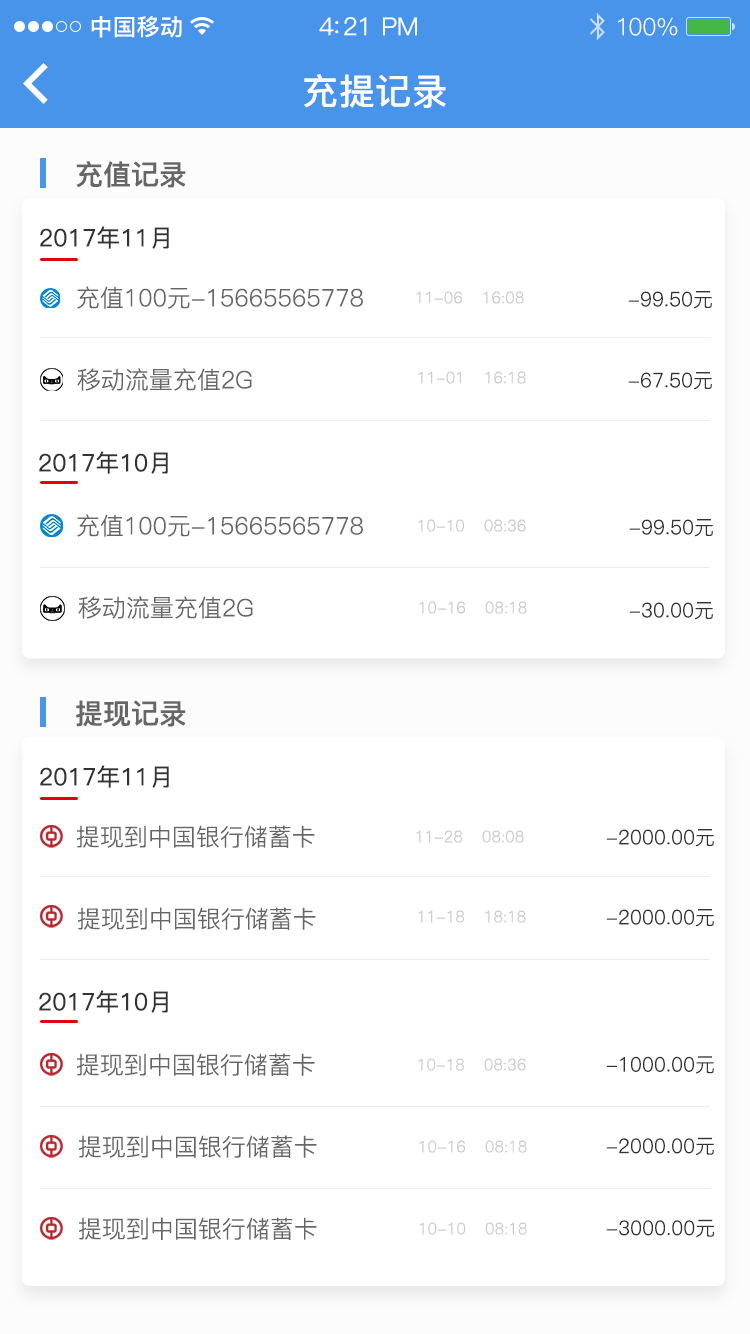 中国移动 4:21 PM 100%
充提记录
充值记录
2017年11月
充值100元-15665565778 11-06 16:08 -99.50元
移动流量充值2G 11-01 16:18 -67.50元
2017年10月
充值100元-15665565778 10-10 08:36 -99.50元
移动流量充值2G 10-16 08:18 -30.00元
提现记录
2017年11月
提现到中国银行储蓄卡 11-28 08:08 -2000.00元
提现到中国银行储蓄卡 11-18 18:18 -2000.00元
2017年10月
提现到中国银行储蓄卡 10-18 08:36 -1000.00元
提现到中国银行储蓄卡 10-16 08:18 -2000.00元
提现到中国银行储蓄卡 10-10 08:18 -3000.00元